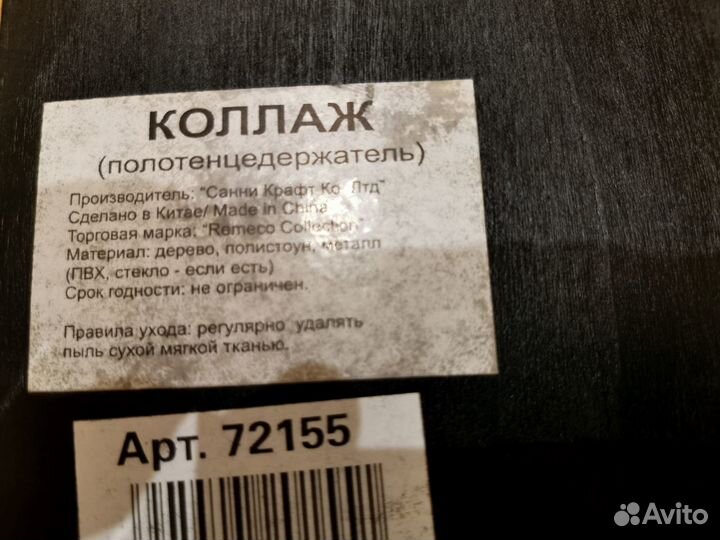 КОЛЛАЖ
(полотенцедержатель)
Производитель: "Санни Крафт Ко. Лтд"
Сделано в Китае/ Made in China
Торговая марка: "Remeco Collection"
Материал: дерево, полистоун, металл
(ПВХ, стекло - если есть)
Срок годности: не ограничен.
Правила ухода: регулярно удалять
пыль сухой мягкой тканью.
Арт. 72155
Avito